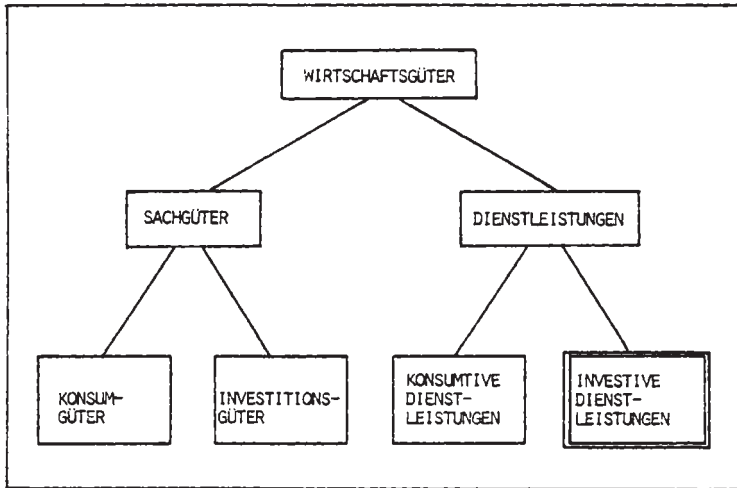 WIRTSCHAFTSGÜTER
SACHGÜTER
DIENSTLEISTUNGEN
KONSUM-
GÜTER
INVESTITIONS-
GÜTER
KONSUMTIVE
DIENST-
LEISTUNGEN
INVESTIVE
DIENST-
LEISTUNGEN